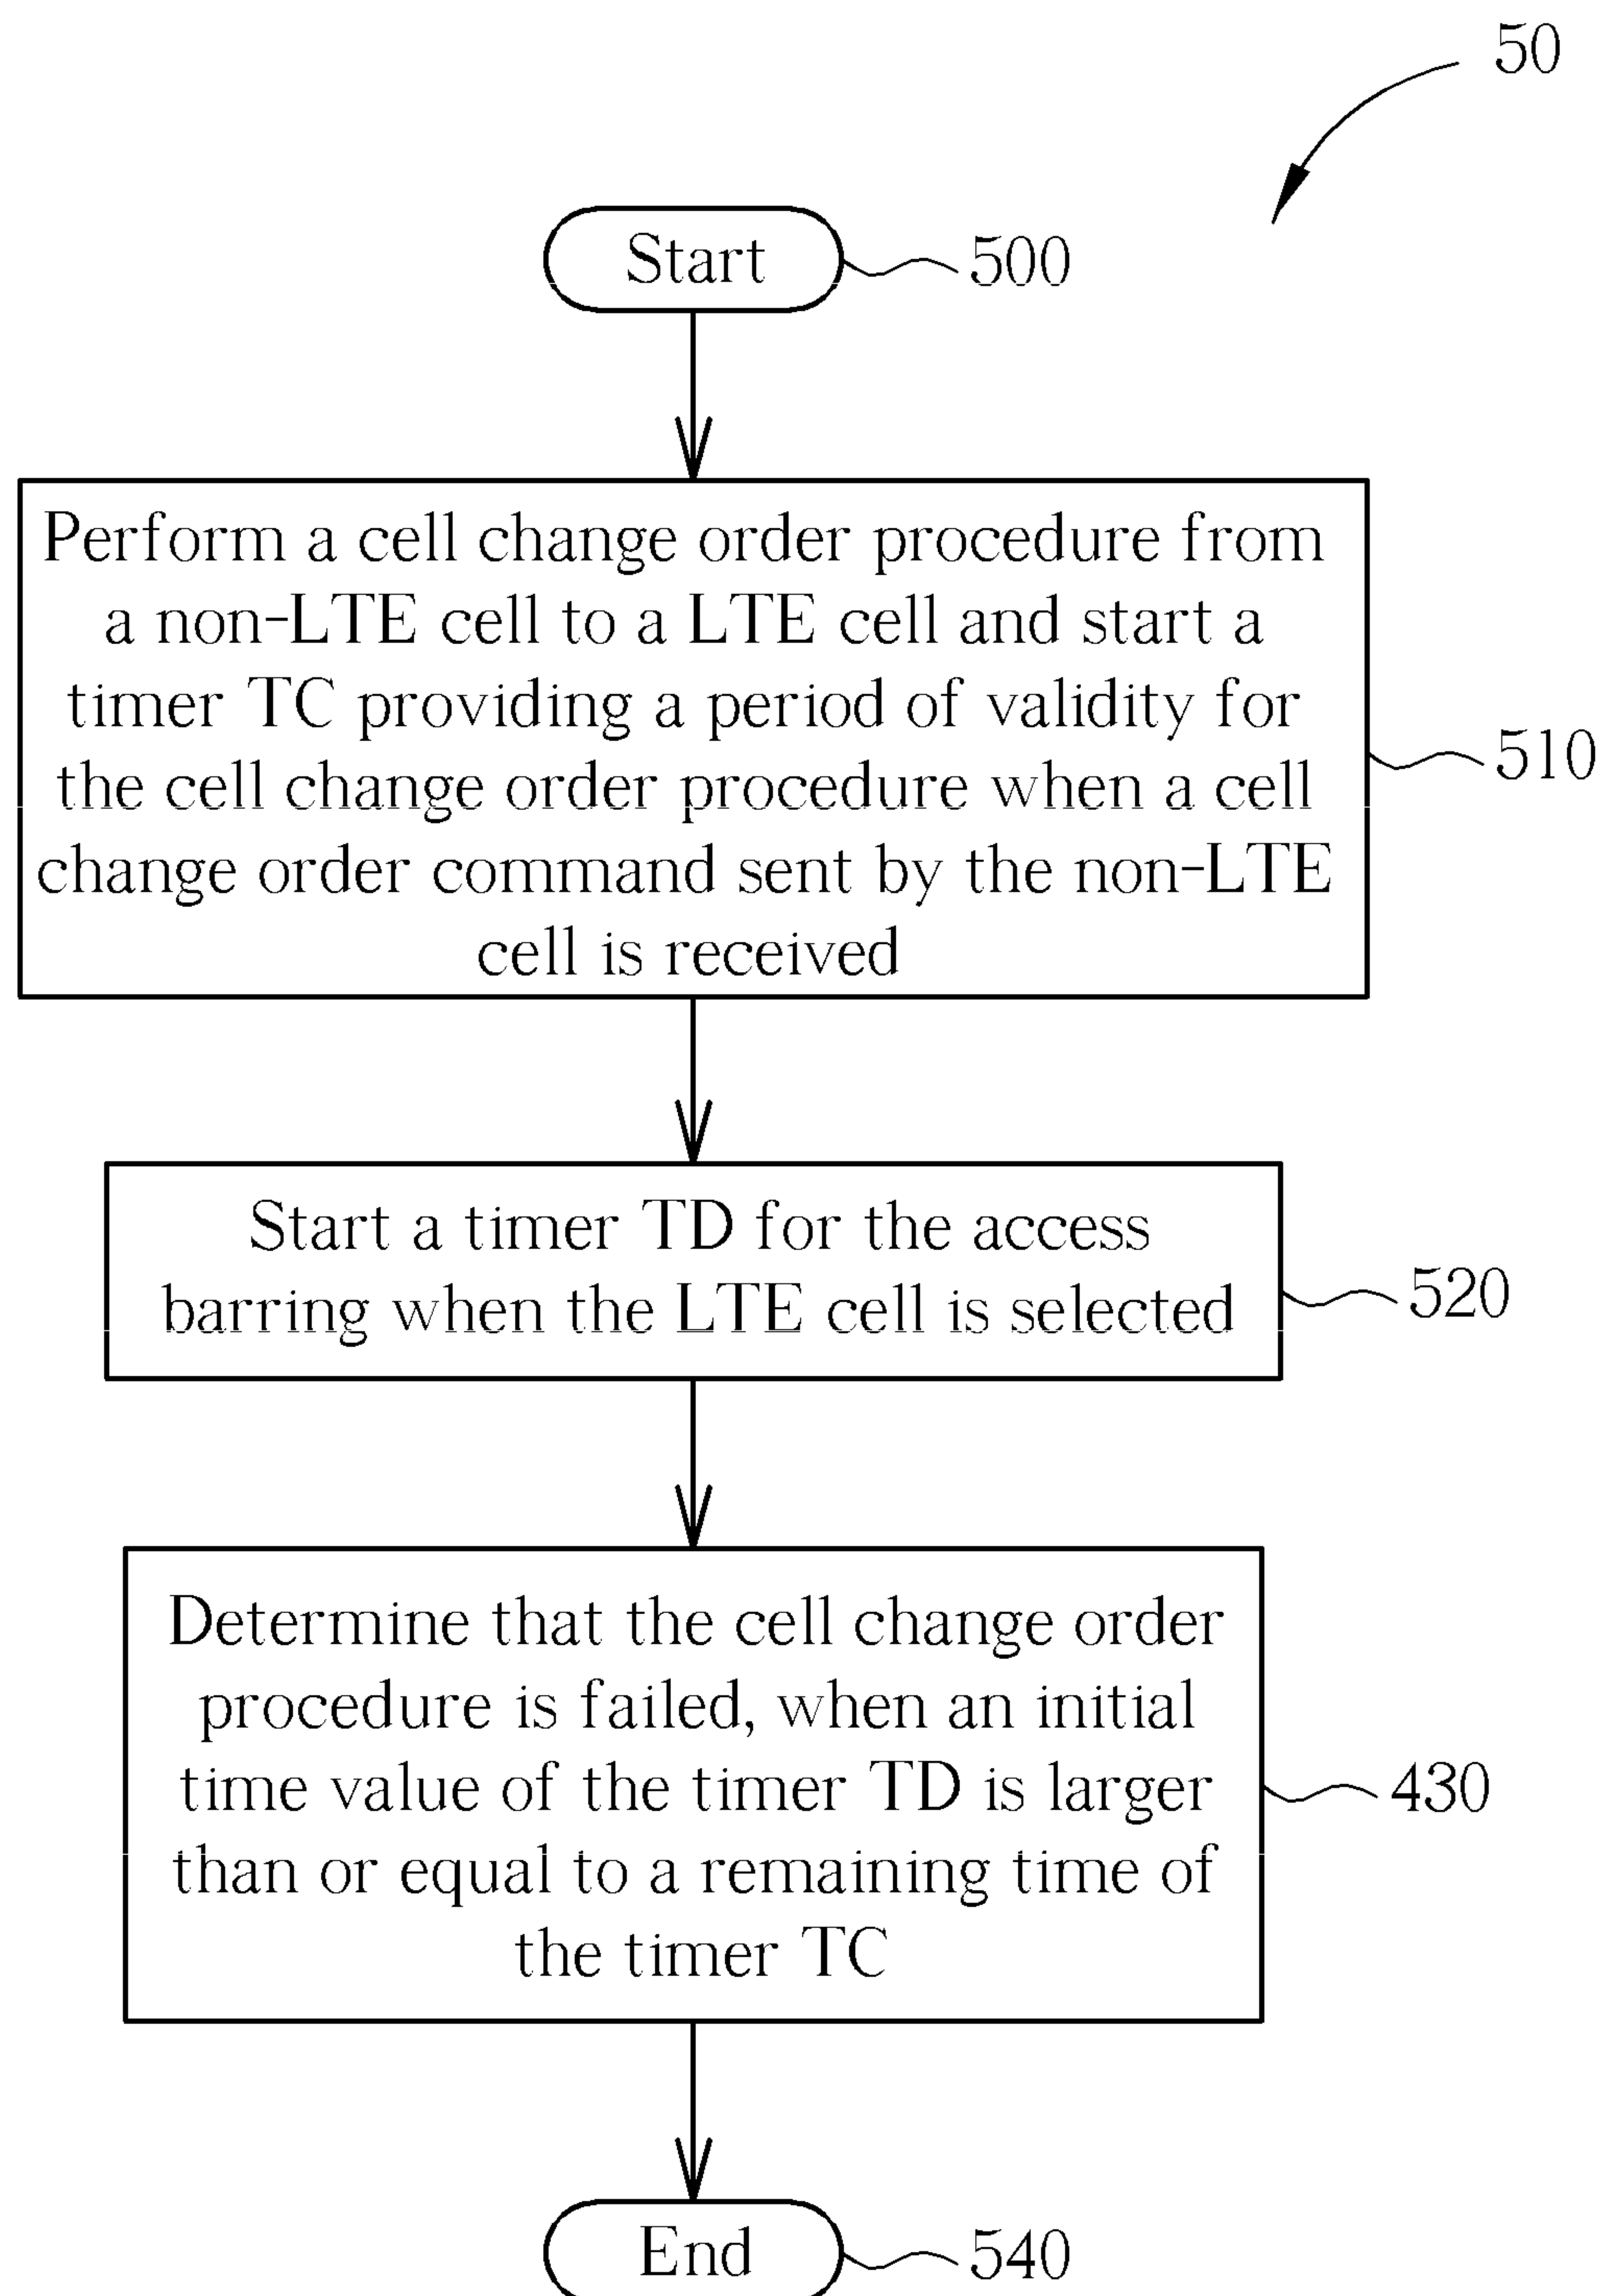 50
Start
500
Perform a cell change order procedure from
a non-LTE cell to a LTE cell and start a
timer TC providing a period of validity for
the cell change order procedure when a cell
change order command sent by the non-LTE
cell is received
510
Start a timer TD for the access
barring when the LTE cell is selected
520
Determine that the cell change order
procedure is failed, when an initial
time value of the timer TD is larger
than or equal to a remaining time of
the timer TC
430
End
540